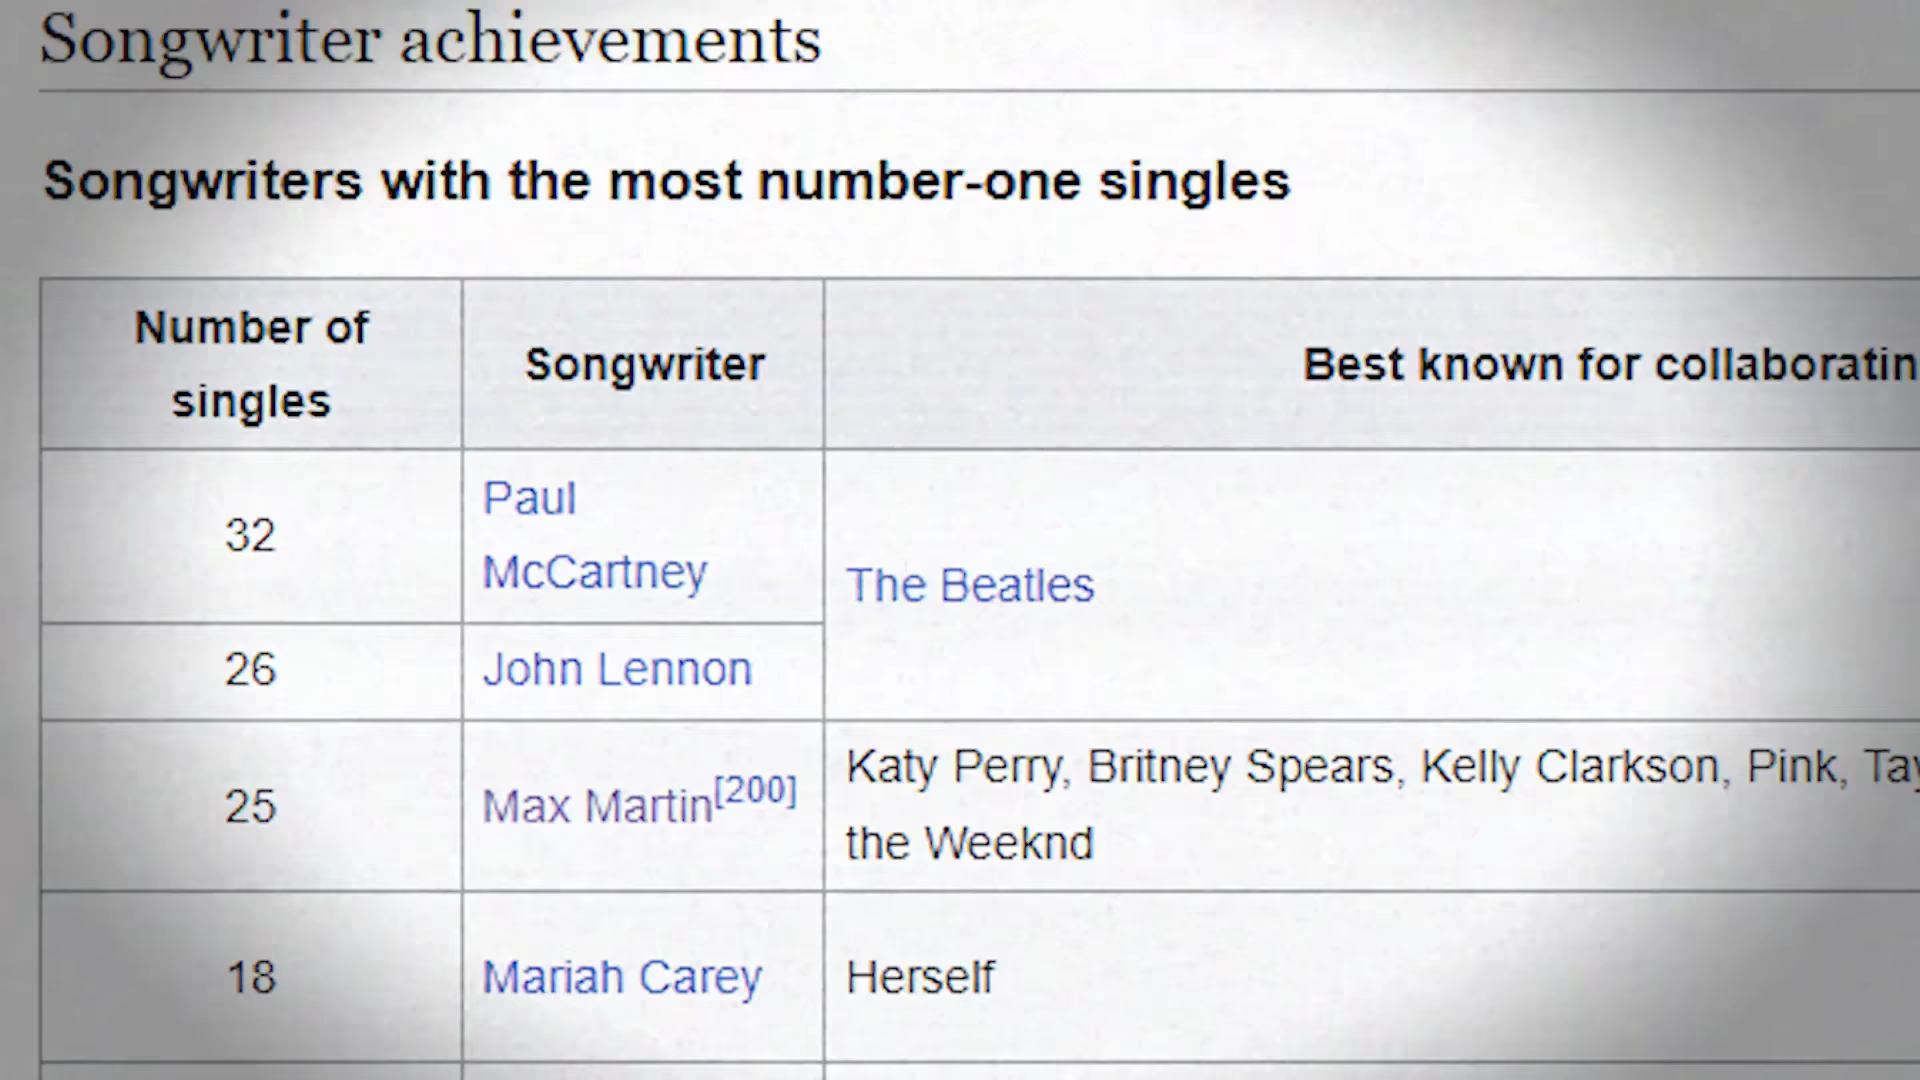 Songwriter achievements
Songwriters with the most number-one singles
Number of
singles
Songwriter
Best known for collaboratin
32
Paul
McCartney
The Beatles
26
John Lennon
25
Max Martin[200]
Katy Perry, Britney Spears, Kelly Clarkson, Pink, Tay
the Weeknd
18
Mariah Carey
Herself